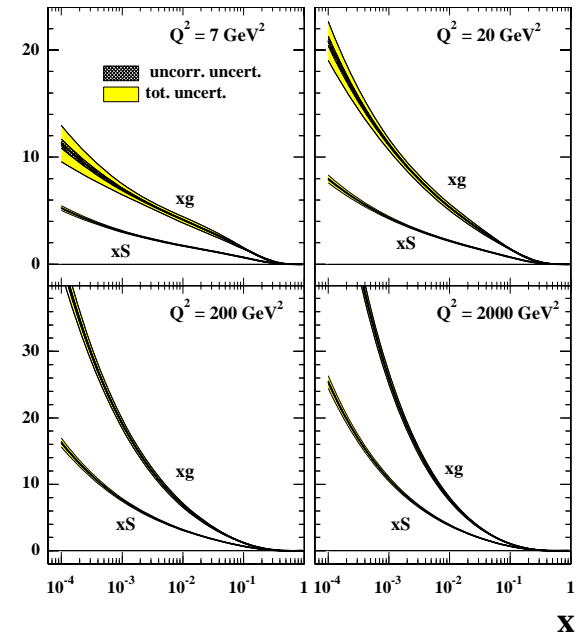 Q² = 7 GeV²
Q² = 20 GeV²
uncorr. uncert.
tot. uncert.
20
10
0
xg
xS
xg
xS
Q² = 200 GeV²
Q² = 2000 GeV²
30
20
10
0
xg
xS
xg
xS
10⁻⁴ 10⁻³ 10⁻² 10⁻¹ 1 10⁻⁴ 10⁻³ 10⁻² 10⁻¹ 1
x